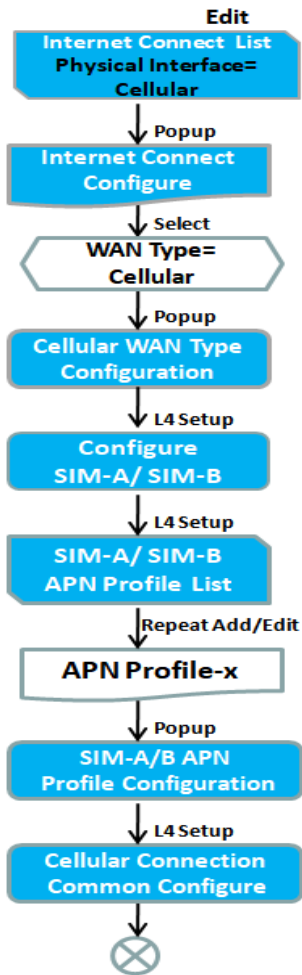 Edit
Internet Connect List
Physical Interface=
Cellular
Popup
Internet Connect
Configure
Select
WAN Type=
Cellular
Popup
Cellular WAN Type
Configuration
L4 Setup
Configure
SIM-A/ SIM-B
L4 Setup
SIM-A/ SIM-B
APN Profile List
Repeat Add/Edit
APN Profile-x
Popup
SIM-A/B APN
Profile Configuration
L4 Setup
Cellular Connection
Common Configure